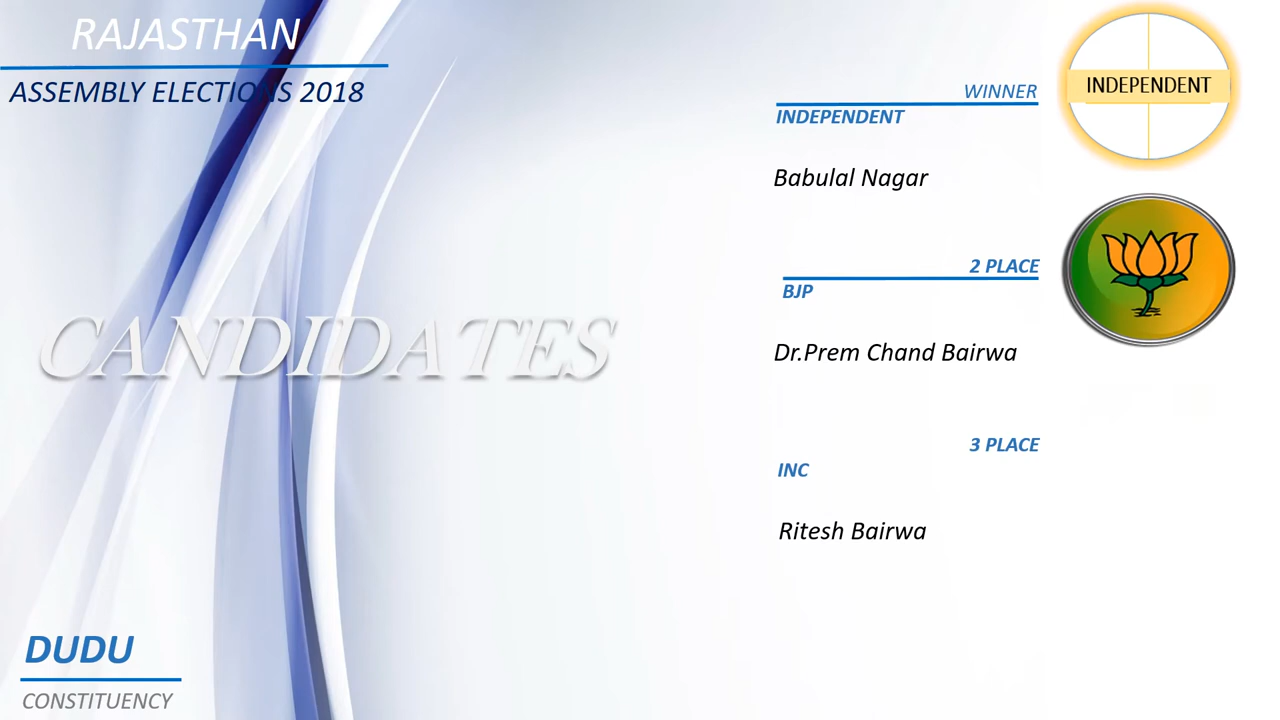 RAJASTHAN
ASSEMBLY ELECTIONS 2018
WINNER
INDEPENDENT
Babulal Nagar
INDEPENDENT
2 PLACE
BJP
Dr.Prem Chand Bairwa
CANDIDATES
3 PLACE
INC
Ritesh Bairwa
DUDU
CONSTITUENCY